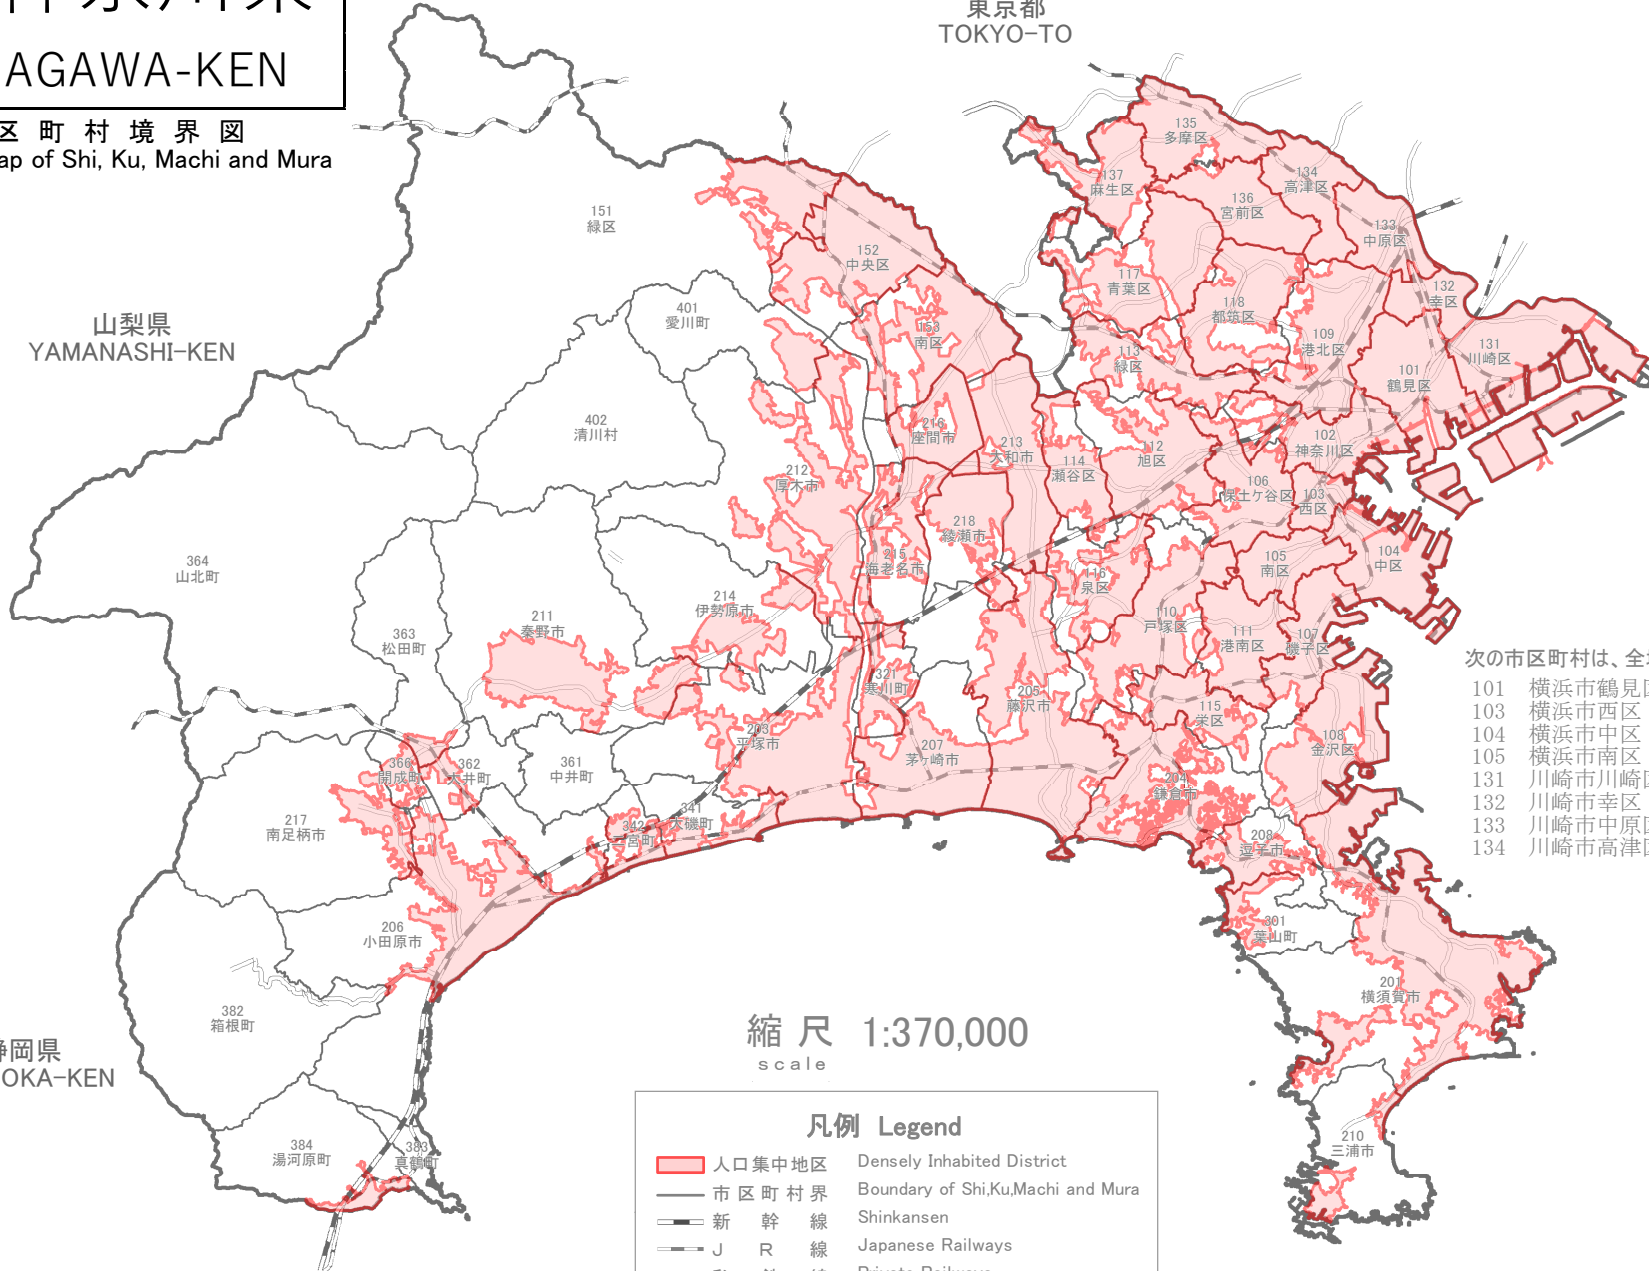 AGAWA-KEN
区町村境界図
ap of Shi, Ku, Machi and Mura
東京都
TOKYO-TO
山梨県
YAMANASHI-KEN
岡県
OKA-KEN
151
緑区
152
中央区
153
南区
401
愛川町
402
清川村
135
多摩区
137
麻生区
136
宮前区
134
高津区
133
中原区
132
幸区
131
川崎区
117
青葉区
118
都筑区
109
港北区
101
鶴見区
113
緑区
102
神奈川区
112
旭区
114
瀬谷区
106
保土ケ谷区
103
西区
104
中区
105
南区
116
泉区
110
戸塚区
111
港南区
107
磯子区
115
栄区
108
金沢区
216
座間市
213
大和市
212
厚木市
218
綾瀬市
215
海老名市
214
伊勢原市
211
秦野市
364
山北町
363
松田町
321
寒川町
205
藤沢市
203
平塚市
207
茅ヶ崎市
204
鎌倉市
208
逗子市
301
葉山町
201
横須賀市
210
三浦市
366
開成町
362
大井町
361
中井町
341
大磯町
342
二宮町
217
南足柄市
206
小田原市
382
箱根町
384
湯河原町
383
真鶴町
次の市区町村は、全
101 横浜市鶴見
103 横浜市西区
104 横浜市中区
105 横浜市南区
131 川崎市川崎
132 川崎市幸区
133 川崎市中原
134 川崎市高津
縮尺 1:370,000
scale
凡例 Legend
人口集中地区 Densely Inhabited District
市区町村界 Boundary of Shi,Ku,Machi and Mura
新幹線 Shinkansen
JR線 Japanese Railways